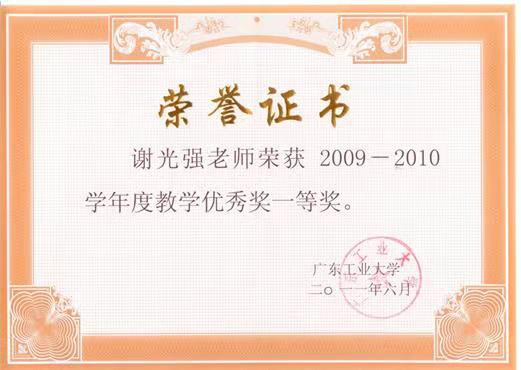 荣誉证书
谢光强老师荣获 2009－2010
学年度教学优秀奖一等奖。
广东工业大学
二〇一一年六月